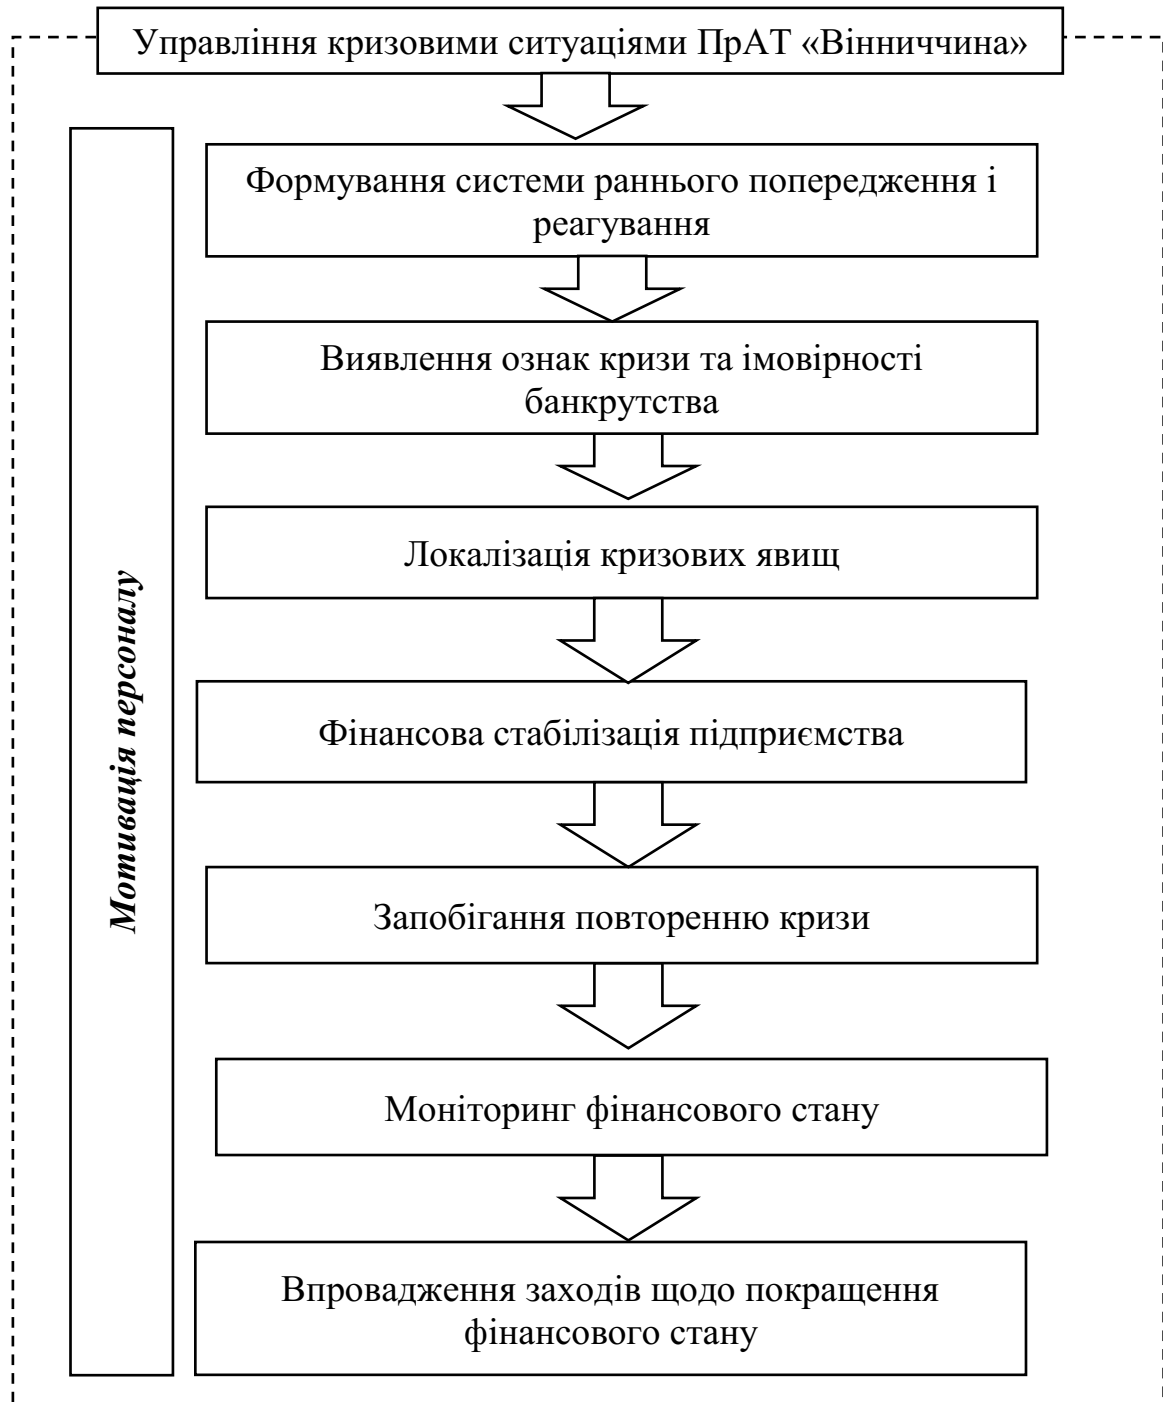 Управління кризовими ситуаціями ПрАТ «Вінниччина»
Формування системи раннього попередження і
реагування
Виявлення ознак кризи та імовірності
банкрутства
Локалізація кризових явищ
Фінансова стабілізація підприємства
Запобігання повторенню кризи
Моніторинг фінансового стану
Впровадження заходів щодо покращення
фінансового стану
Мотивація персоналу